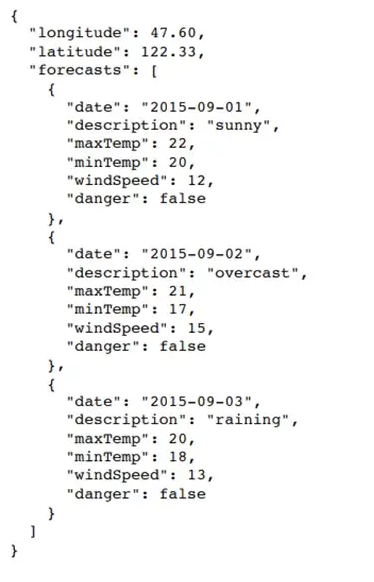 {
  "longitude": 47.60,
  "latitude": 122.33,
  "forecasts": [
    {
      "date": "2015-09-01",
      "description": "sunny",
      "maxTemp": 22,
      "minTemp": 20,
      "windSpeed": 12,
      "danger": false
    },
    {
      "date": "2015-09-02",
      "description": "overcast",
      "maxTemp": 21,
      "minTemp": 17,
      "windSpeed": 15,
      "danger": false
    },
    {
      "date": "2015-09-03",
      "description": "raining",
      "maxTemp": 20,
      "minTemp": 18,
      "windSpeed": 13,
      "danger": false
    }
  ]
}